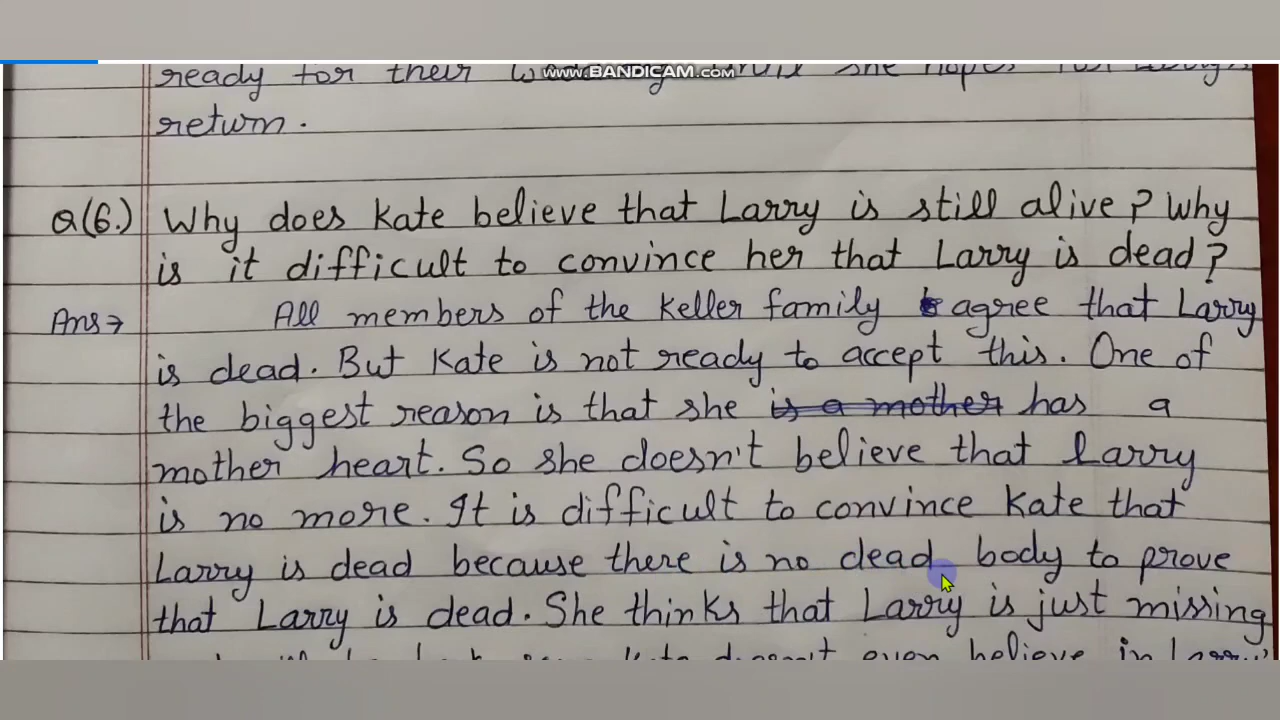 www.BANDICAM.com
ready for their
return.
Q(6.) Why does Kate believe that Larry is still alive? Why
is it difficult to convince her that Larry is dead?
Ans→ All members of the Keller family agree that Larry
is dead. But Kate is not ready to accept this. One of
the biggest reason is that she is a mother has a
mother heart. So she doesn't believe that Larry
is no more. It is difficult to convince Kate that
Larry is dead because there is no dead body to prove
that Larry is dead. She thinks that Larry is just missing
doesn't even believe in